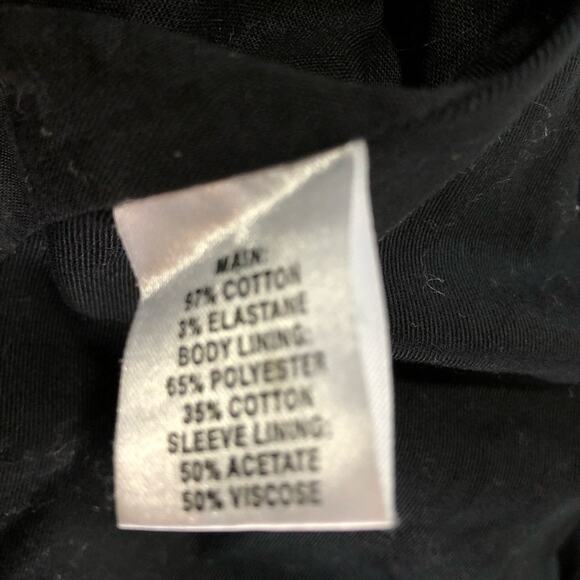 MAIN:
97% COTTON
3% ELASTANE
BODY LINING:
65% POLYESTER
35% COTTON
SLEEVE LINING:
50% ACETATE
50% VISCOSE